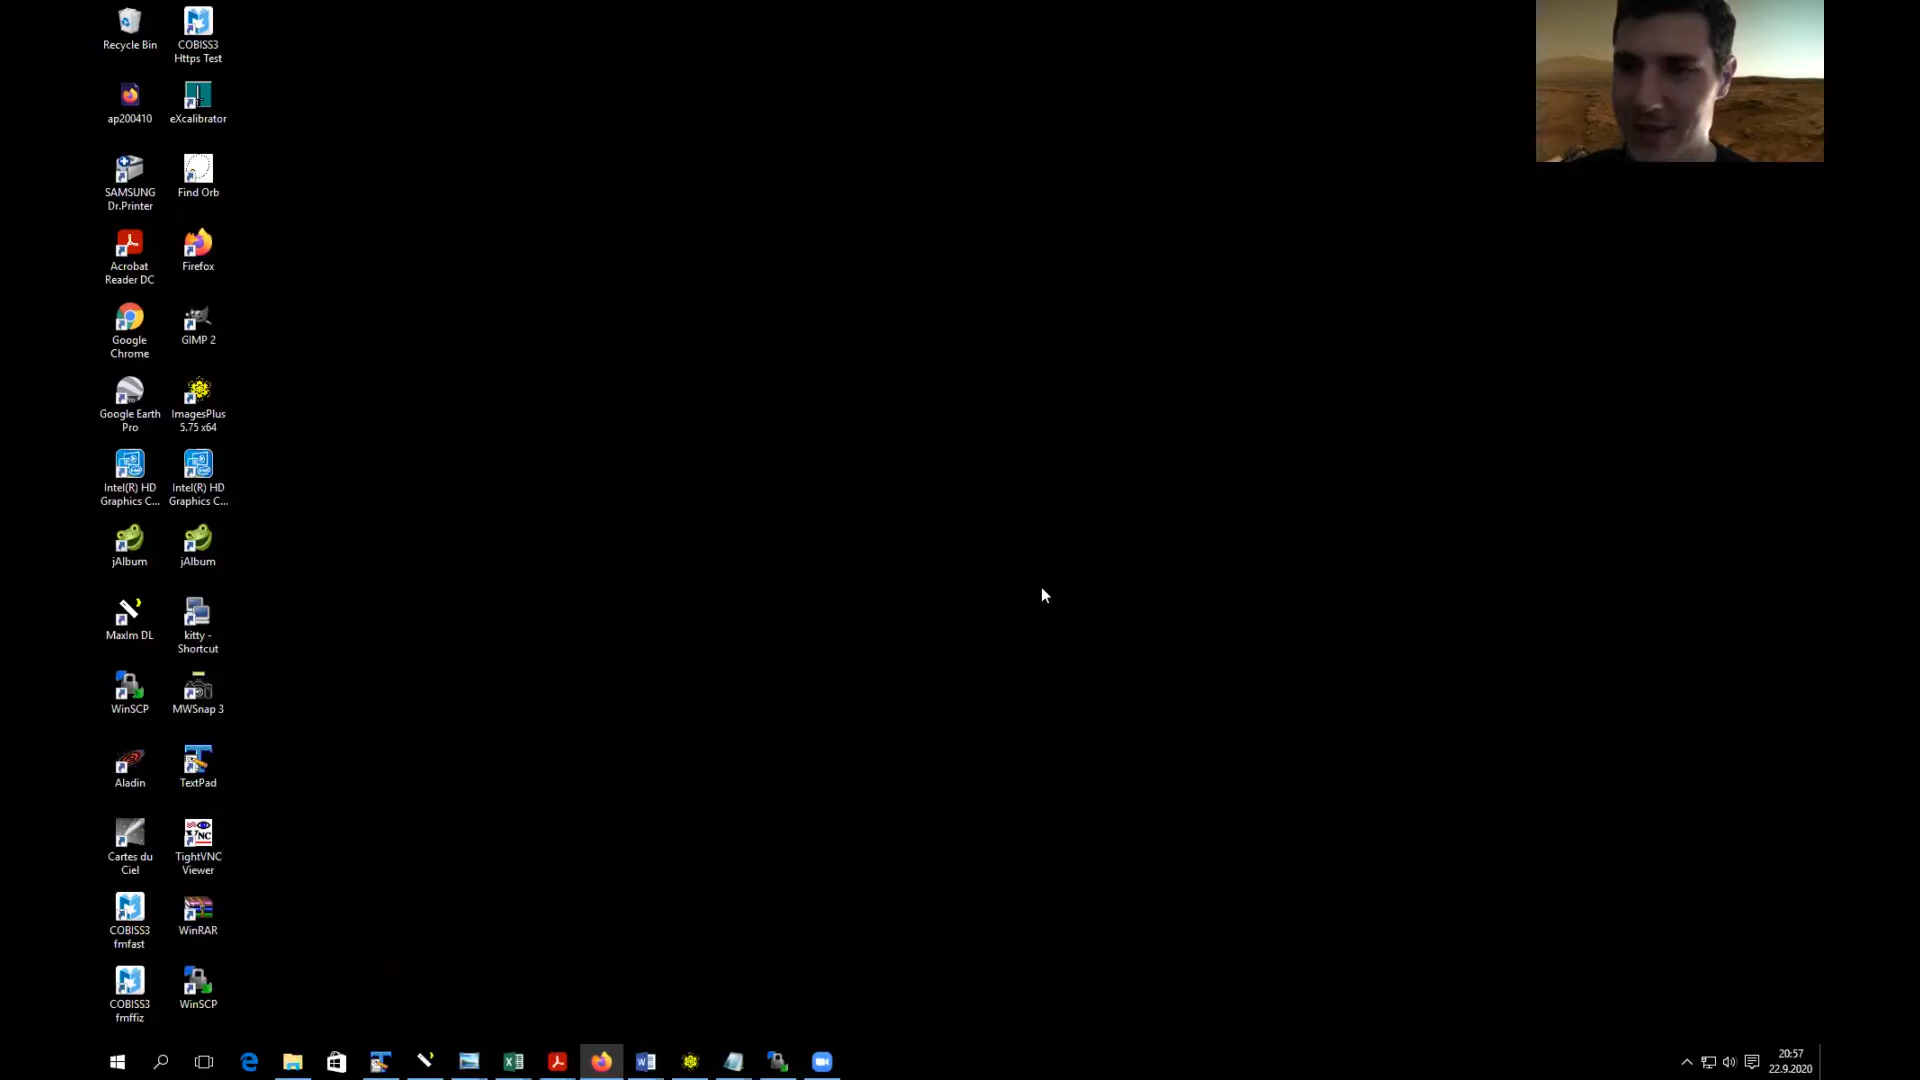 Recycle Bin
COBISS3
Https Test
ap200410
eXcalibrator
SAMSUNG
Dr.Printer
Find Orb
Acrobat
Reader DC
Firefox
Google
Chrome
GIMP 2
Google Earth
Pro
ImagesPlus
5.75 x64
Intel(R) HD
Graphics C...
Intel(R) HD
Graphics C...
jAlbum
jAlbum
MaxIm DL
kitty -
Shortcut
WinSCP
MWSnap 3
Aladin
TextPad
Cartes du
Ciel
TightVNC
Viewer
COBISS3
fmfast
WinRAR
COBISS3
fmffiz
WinSCP
20:57
22.9.2020